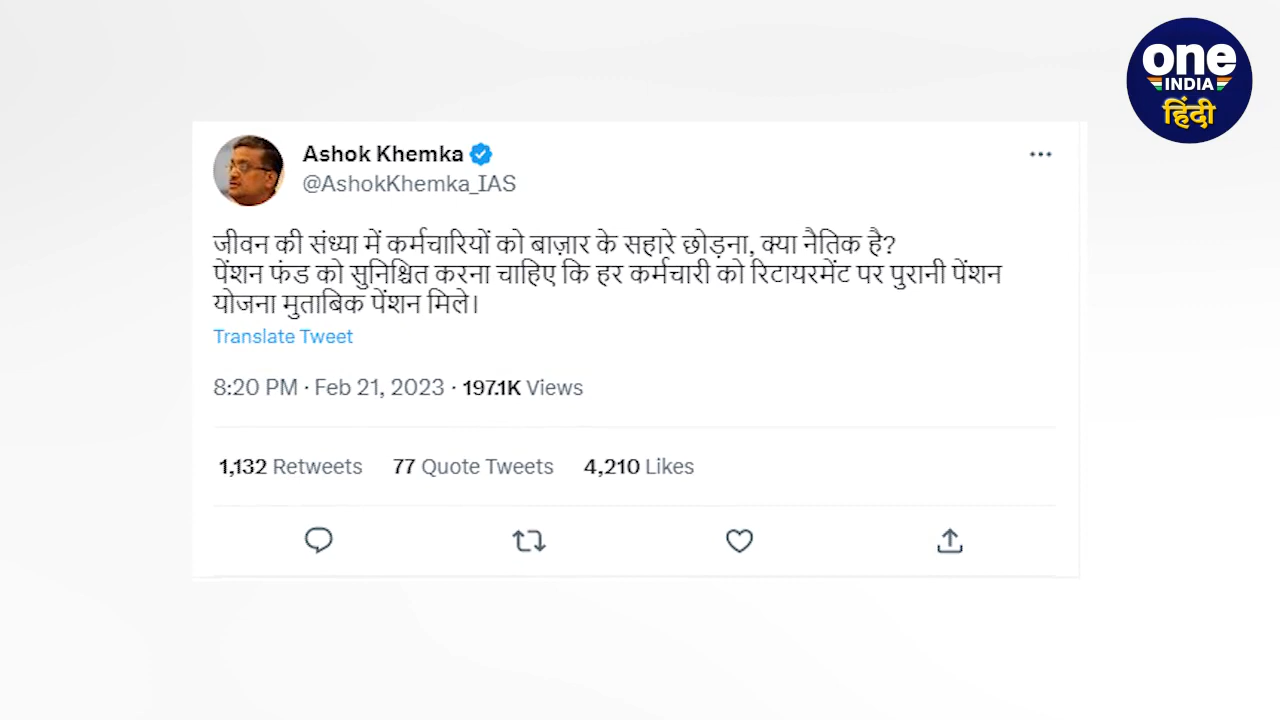 one
INDIA
हिंदी
Ashok Khemka
@AshokKhemka_IAS
जीवन की संध्या में कर्मचारियों को बाज़ार के सहारे छोड़ना, क्या नैतिक है?
पेंशन फंड को सुनिश्चित करना चाहिए कि हर कर्मचारी को रिटायरमेंट पर पुरानी पेंशन
योजना मुताबिक पेंशन मिले।
Translate Tweet
8:20 PM · Feb 21, 2023 · 197.1K Views
1,132 Retweets 77 Quote Tweets 4,210 Likes